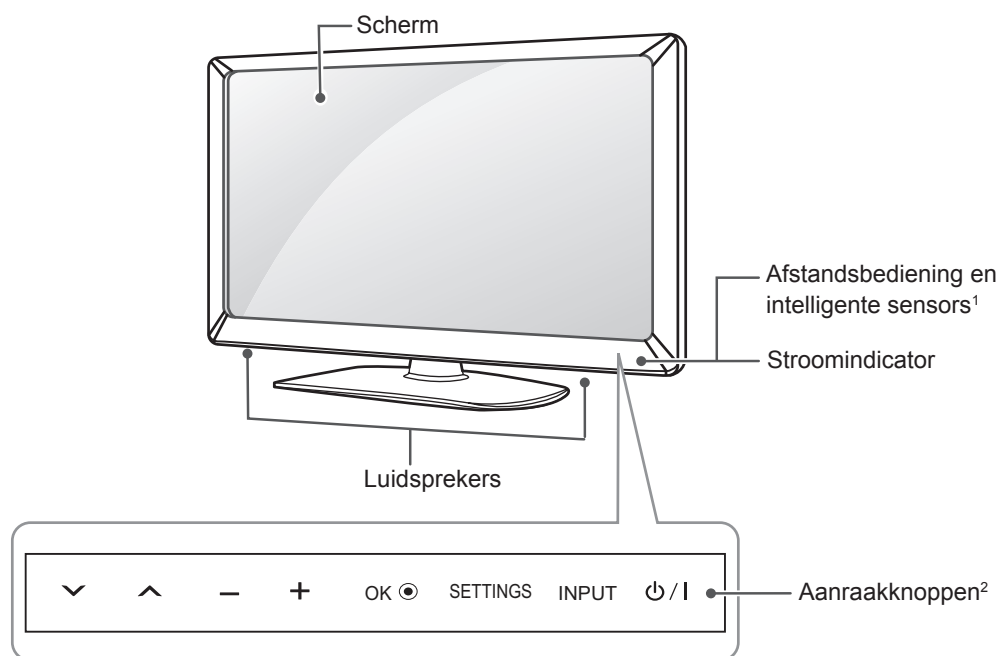 Scherm
Afstandsbediening en
intelligente sensors¹
Stroomindicator
Luidsprekers
OK SETTINGS INPUT
Aanraakknoppen²